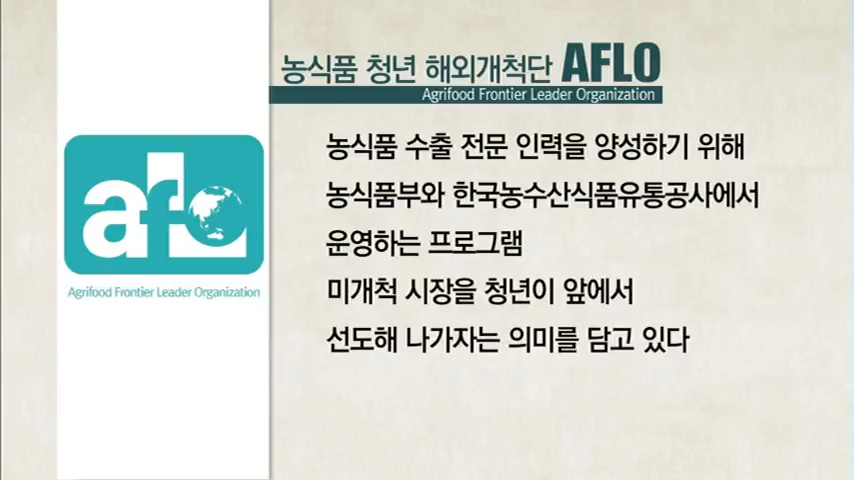 농식품 청년 해외개척단 AFLO
Agrifood Frontier Leader Organization
aflo
Agrifood Frontier Leader Organization
농식품 수출 전문 인력을 양성하기 위해
농식품부와 한국농수산식품유통공사에서
운영하는 프로그램
미개척 시장을 청년이 앞에서
선도해 나가자는 의미를 담고 있다